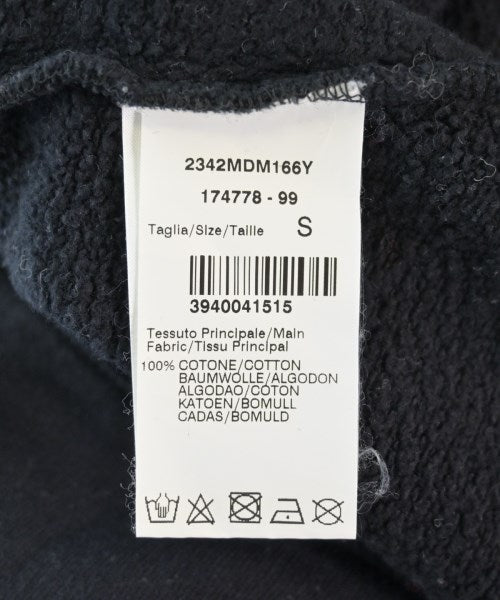 2342MDM166Y
174778 - 99
Taglia/Size/Taille S
3940041515
Tessuto Principale/Main
Fabric/Tissu Principal
100% COTONE/COTTON
BAUMWOLLE/ALGODON
ALGODAO/COTON
KATOEN/BOMULL
CADAS/BOMULD